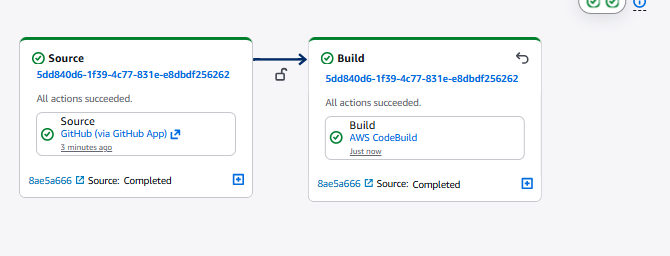 Source
5dd840d6-1f39-4c77-831e-e8dbdf256262
All actions succeeded.
Source
GitHub (via GitHub App)
3 minutes ago
8ae5a666 Source: Completed
Build
5dd840d6-1f39-4c77-831e-e8dbdf256262
All actions succeeded.
Build
AWS CodeBuild
Just now
8ae5a666 Source: Completed